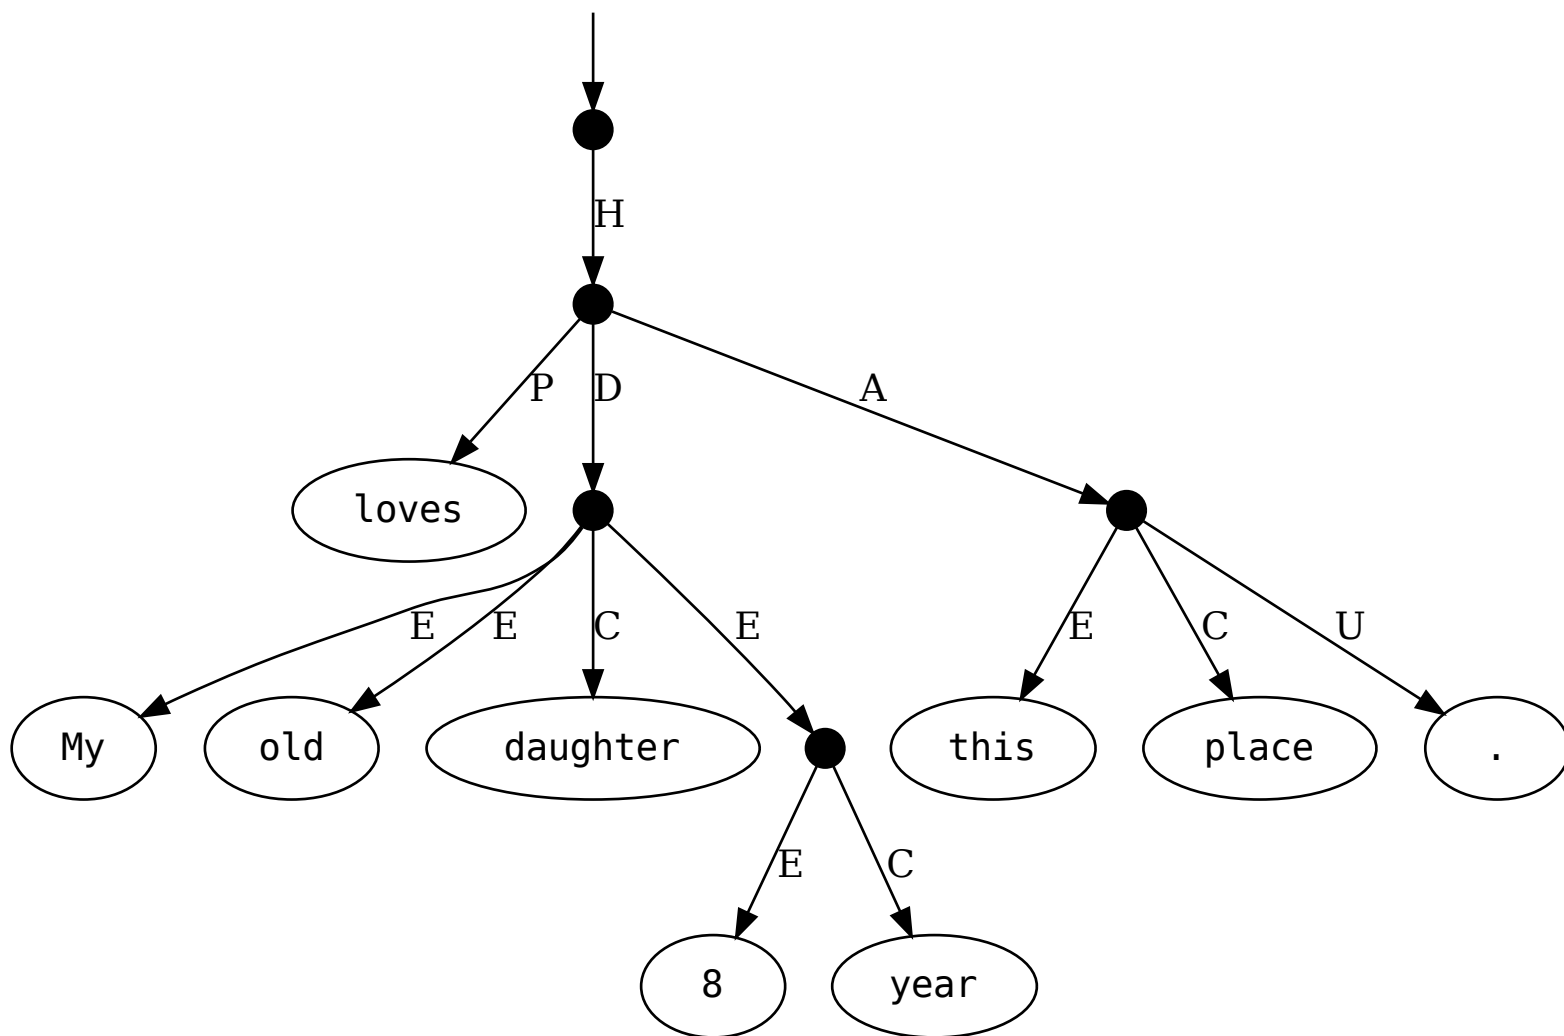 H
P D A
loves
E E C E E C U
My old daughter this place .
E C
8 year